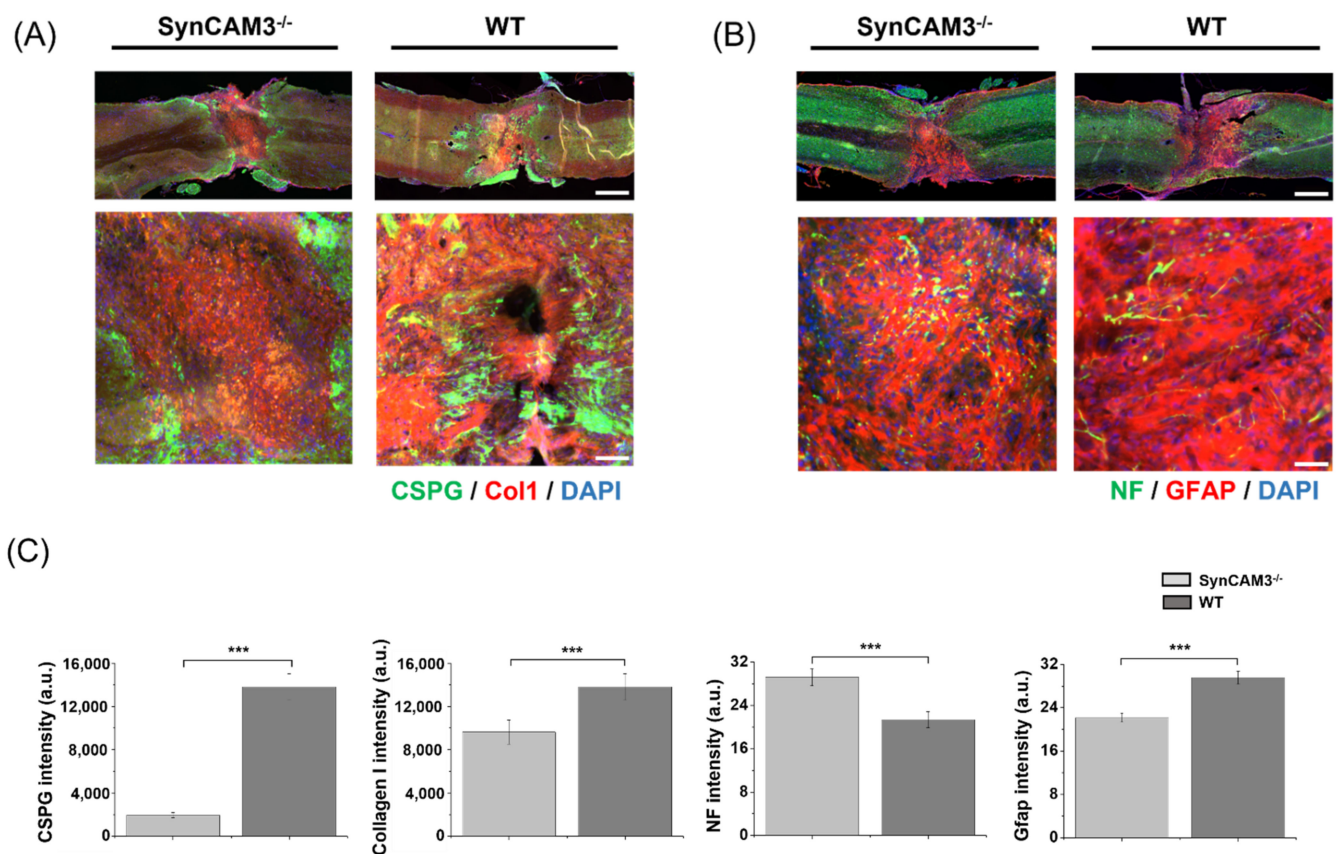 (A)
SynCAM3-/-
WT
CSPG / Col1 / DAPI
(B)
SynCAM3-/-
WT
NF / GFAP / DAPI
(C)
SynCAM3-/-
WT
CSPG intensity (a.u.)
16,000
12,000
8,000
4,000
0
***
Collagen I intensity (a.u.)
16,000
12,000
8,000
4,000
0
***
NF intensity (a.u.)
32
24
16
8
0
***
Gfap intensity (a.u.)
32
24
16
8
0
***